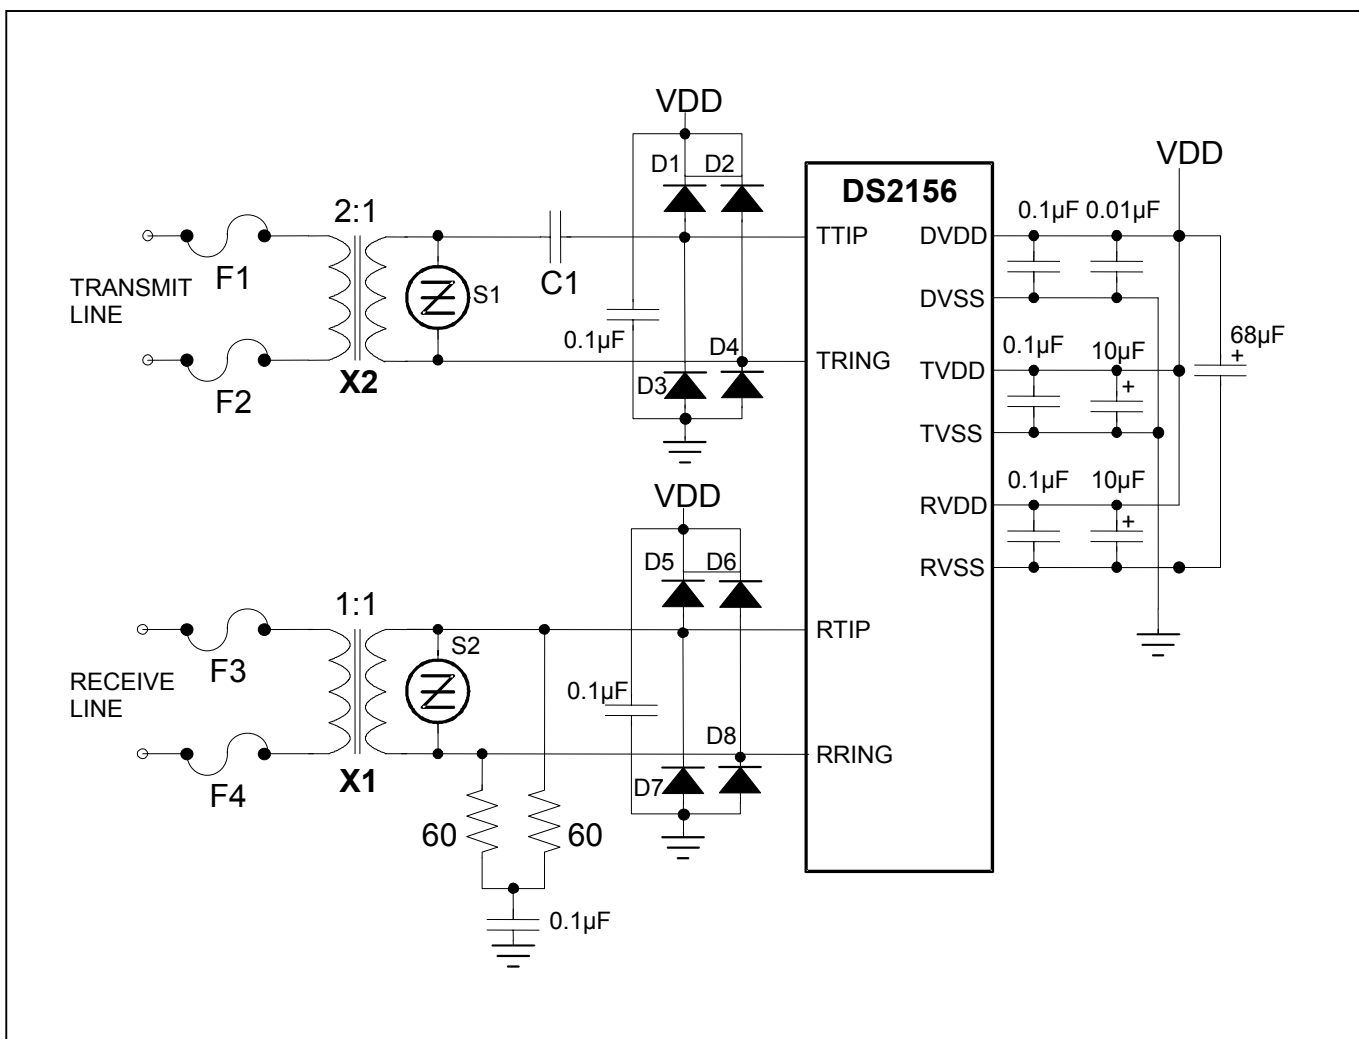 VDD
D1
D2
DS2156
VDD
2:1
0.1µF
0.01µF
TTIP
DVDD
F1
C1
TRANSMIT
LINE
S1
DVSS
0.1µF
D4
TRING
0.1µF
10µF
68µF
+
TVDD
X2
D3
F2
+
TVSS
VDD
0.1µF
10µF
RVDD
+
D5
D6
RVSS
1:1
RTIP
F3
S2
RECEIVE
LINE
0.1µF
D8
RRING
X1
D7
F4
60
60
0.1µF